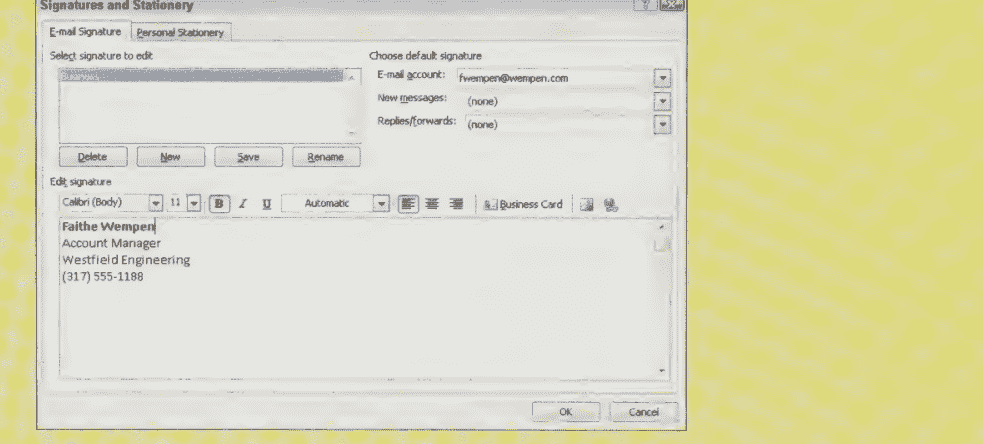 Signatures and Stationery
E-mail Signature Personal Stationery
Select signature to edit
Business
Choose default signature
E-mail account: fwempen@wempen.com
New messages: (none)
Replies/forwards: (none)
Delete New Save Rename
Edit signature
Calibri (Body) 11 B I U Automatic Business Card
Faithe Wempen
Account Manager
Westfield Engineering
(317) 555-1188
OK Cancel